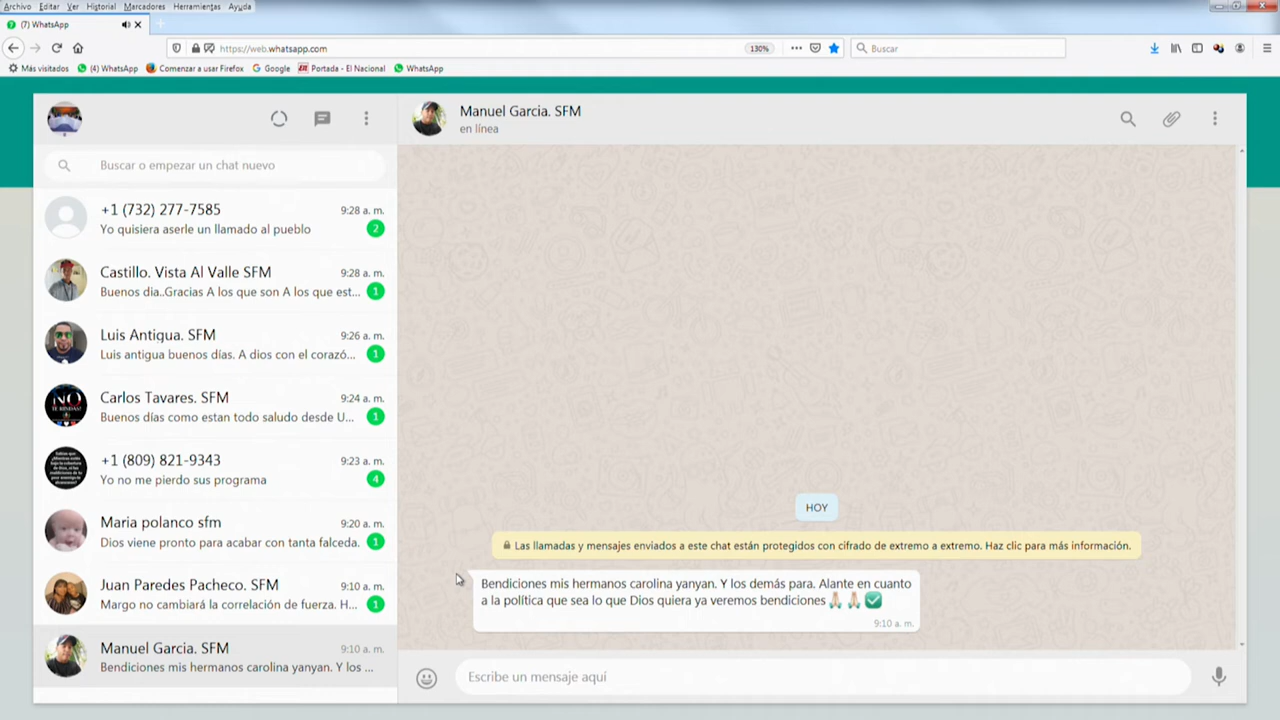 Archivo Editar Ver Historial Marcadores Herramientas Ayuda
(7) WhatsApp
https://web.whatsapp.com
130%
Buscar
Más visitados
(4) WhatsApp
Comenzar a usar Firefox
Google
Portada - El Nacional
WhatsApp
Manuel Garcia. SFM
en línea
Buscar o empezar un chat nuevo
+1 (732) 277-7585 9:28 a. m.
Yo quisiera aserle un llamado al pueblo 2
Castillo. Vista Al Valle SFM 9:28 a. m.
Buenos dia..Gracias A los que son A los que est... 1
Luis Antigua. SFM 9:26 a. m.
Luis antigua buenos días. A dios con el corazó... 1
Carlos Tavares. SFM 9:24 a. m.
Buenos días como estan todo saludo desde U... 1
NO
TE RINDAS!
+1 (809) 821-9343 9:23 a. m.
Yo no me pierdo sus programa 4
Maria polanco sfm 9:20 a. m.
Dios viene pronto para acabar con tanta falceda. 1
Juan Paredes Pacheco. SFM 9:10 a. m.
Margo no cambiará la correlación de fuerza. H... 1
Manuel Garcia. SFM 9:10 a. m.
Bendiciones mis hermanos carolina yanyan. Y los ...
HOY
Las llamadas y mensajes enviados a este chat están protegidos con cifrado de extremo a extremo. Haz clic para más información.
Bendiciones mis hermanos carolina yanyan. Y los demás para. Alante en cuanto
a la política que sea lo que Dios quiera ya veremos bendiciones 🙏🏼 🙏🏼 ✅
9:10 a. m.
Escribe un mensaje aquí